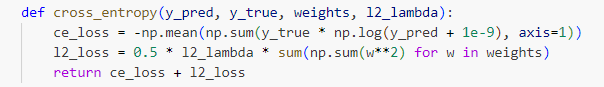 def cross_entropy(y_pred, y_true, weights, l2_lambda):
    ce_loss = -np.mean(np.sum(y_true * np.log(y_pred + 1e-9), axis=1))
    l2_loss = 0.5 * l2_lambda * sum(np.sum(w**2) for w in weights)
    return ce_loss + l2_loss